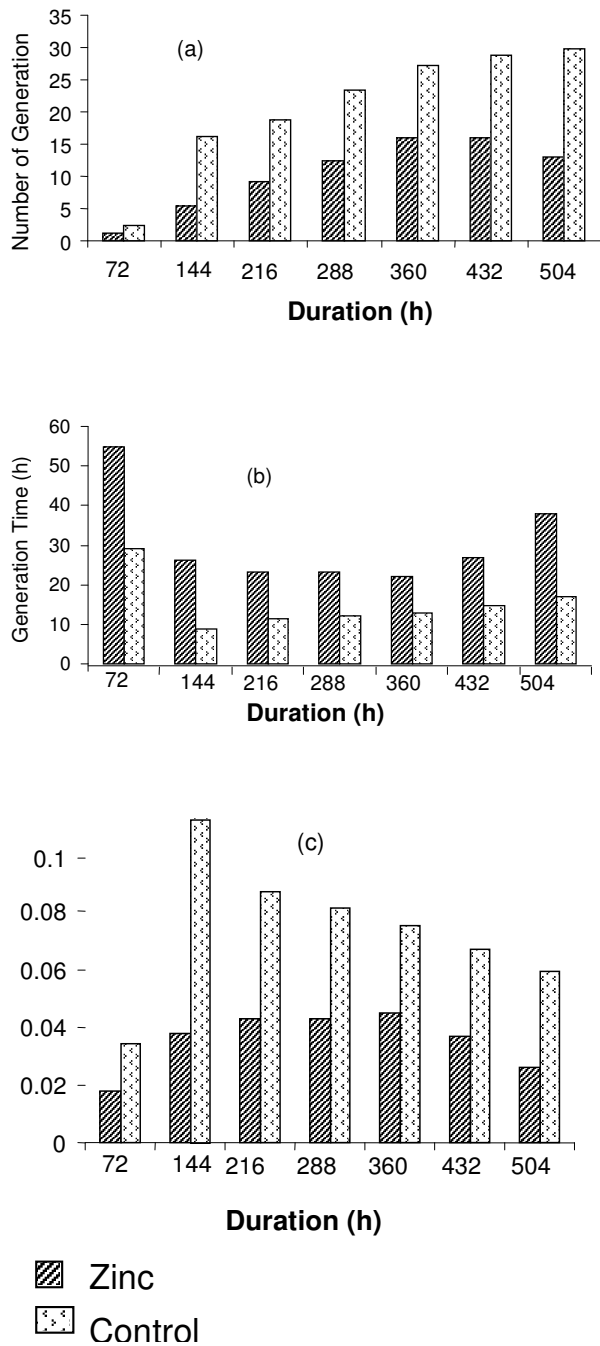 35
30
25
20
15
10
5
0
Number of Generation
(a)
72 144 216 288 360 432 504
Duration (h)
60
50
40
30
20
10
0
Generation Time (h)
(b)
72 144 216 288 360 432 504
Duration (h)
0.1
0.08
0.06
0.04
0.02
0
(c)
72 144 216 288 360 432 504
Duration (h)
Zinc
Control